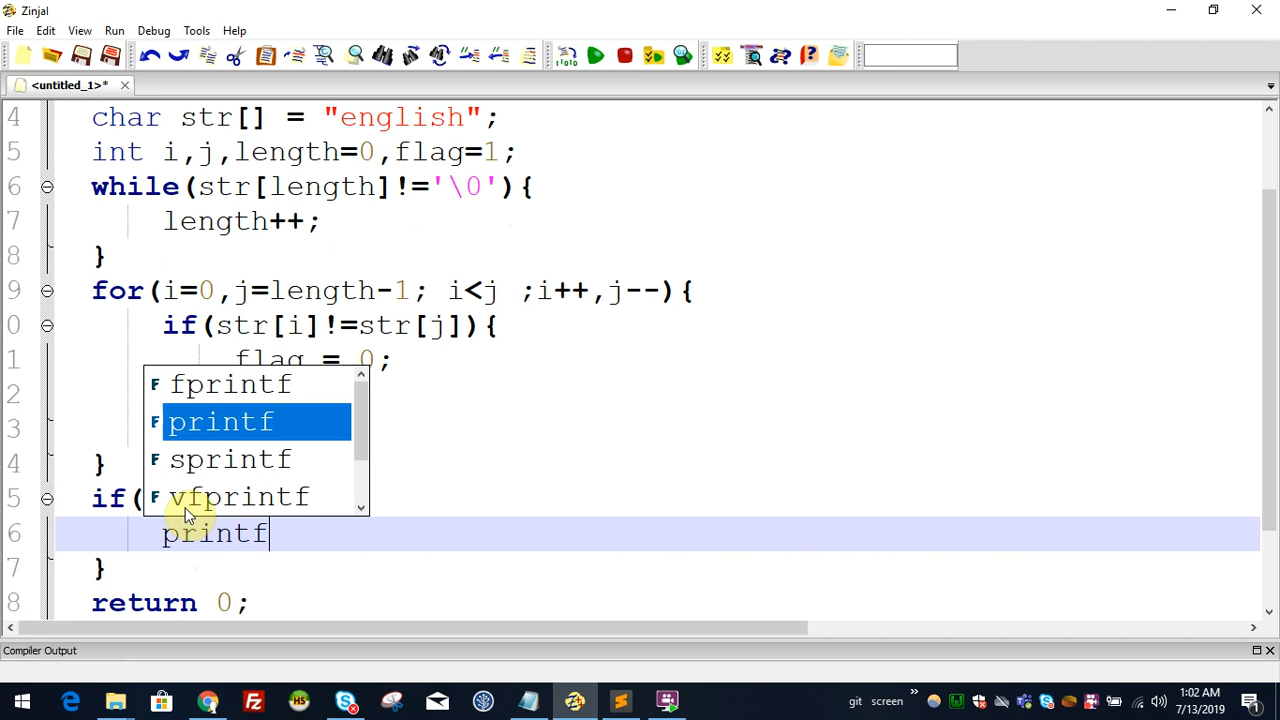 Zinjal
File Edit View Run Debug Tools Help
<untitled_1>*
4 char str[] = "english";
5 int i,j,length=0,flag=1;
6 while(str[length]!='\0'){
7 length++;
8 }
9 for(i=0,j=length-1; i<j ;i++,j--){
0 if(str[i]!=str[j]){
1 flag = 0;
fprintf
2
printf
3
4 }
sprintf
5 if(
vfprintf
6 printf
7 }
8 return 0;
Compiler Output
git screen
1:02 AM
7/13/2019